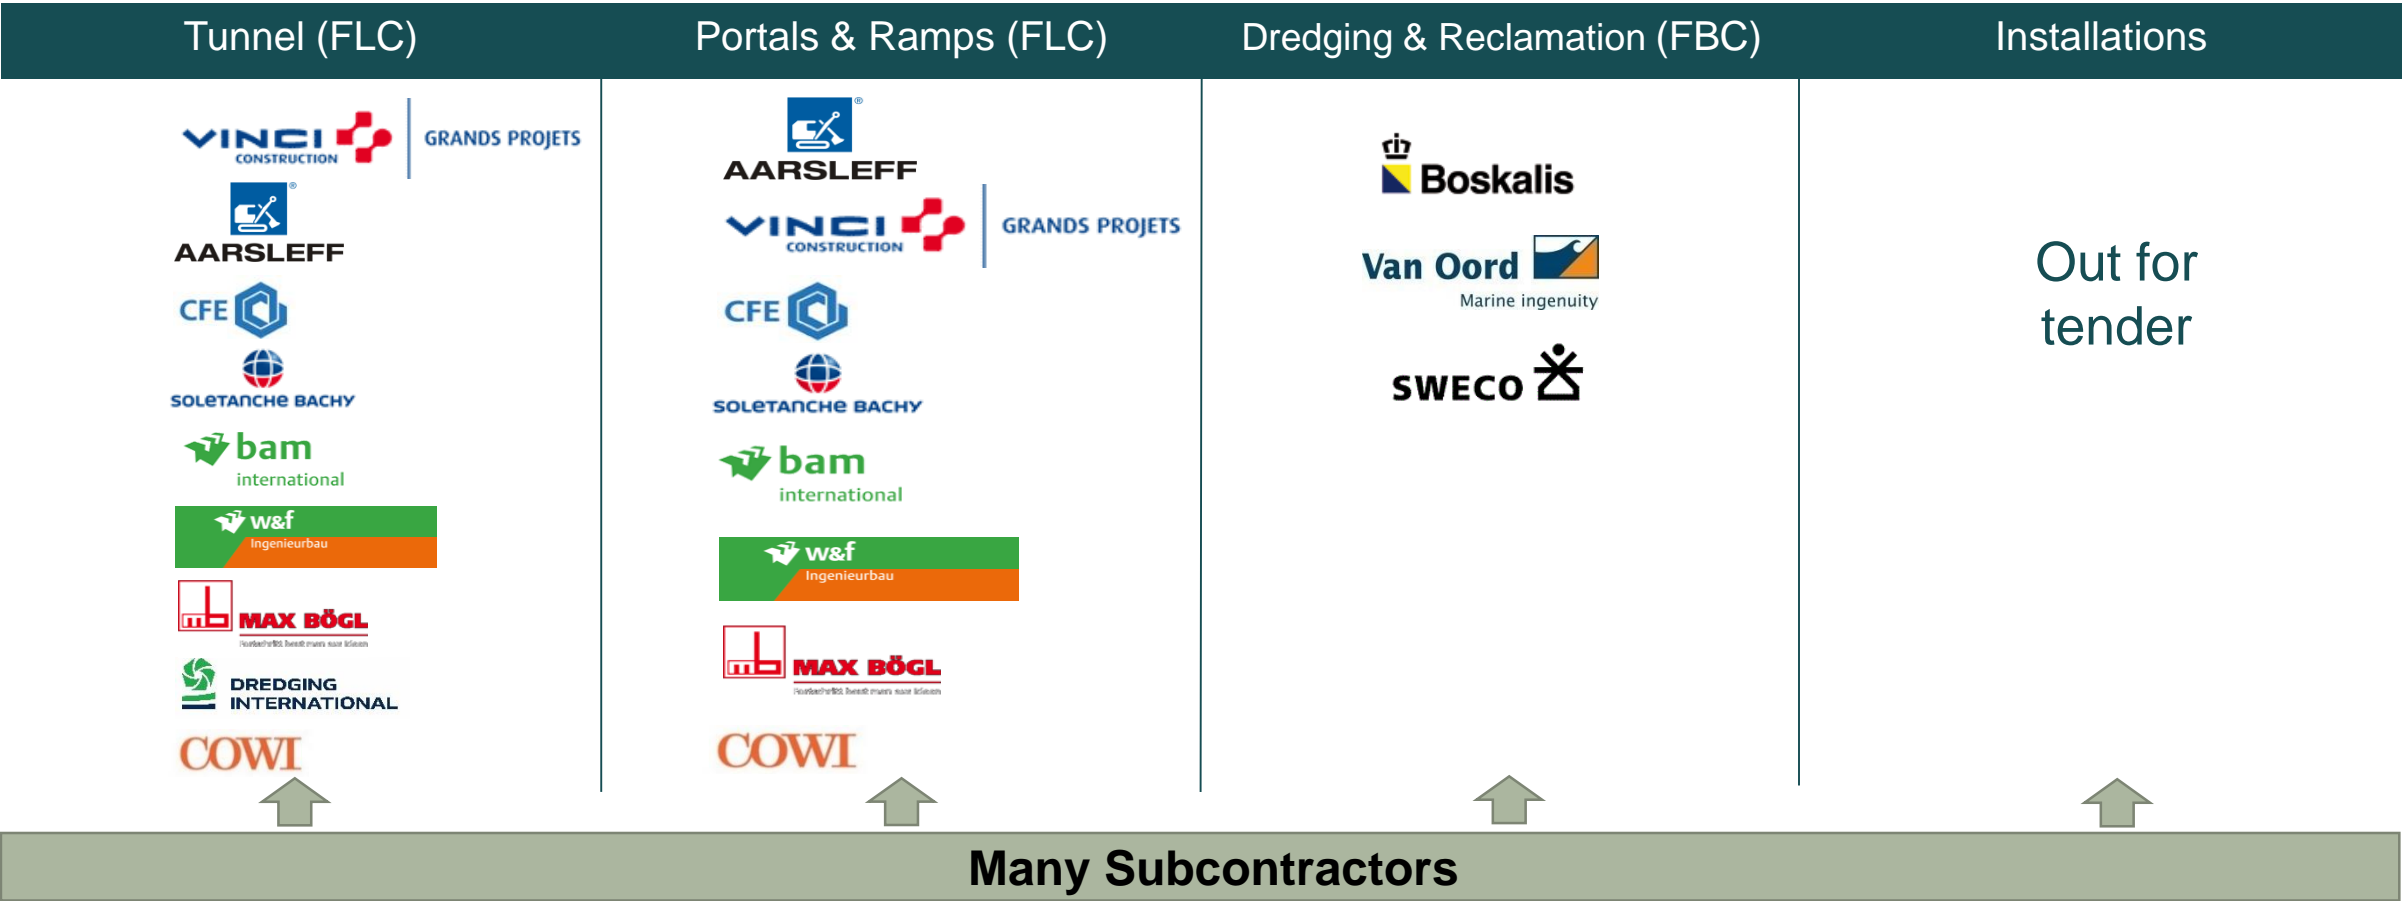 Tunnel (FLC)
Portals & Ramps (FLC)
Dredging & Reclamation (FBC)
Installations
VINCI
CONSTRUCTION
GRANDS PROJETS
®
AARSLEFF
CFE
SOLETANCHE BACHY
bam
international
w&f
Ingenieurbau
MAX BÖGL
DREDGING
INTERNATIONAL
COWI
®
AARSLEFF
VINCI
CONSTRUCTION
GRANDS PROJETS
CFE
SOLETANCHE BACHY
bam
international
w&f
Ingenieurbau
MAX BÖGL
COWI
Boskalis
Van Oord
Marine ingenuity
SWECO
Out for
tender
Many Subcontractors